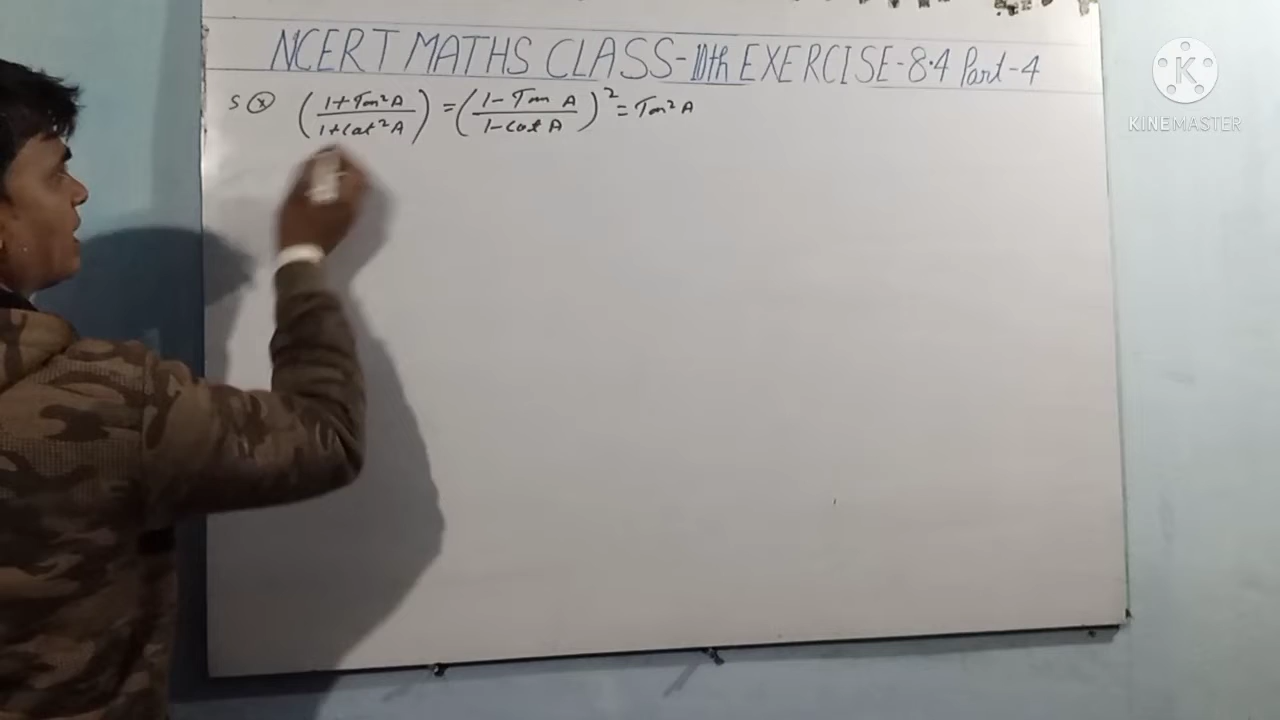 NCERT MATHS CLASS-10th EXERCISE-8.4 Part-4
5 (x) ((1+Tan²A)/(1+Cot²A)) = ((1-Tan A)/(1-Cot A))² = Tan²A
KINEMASTER